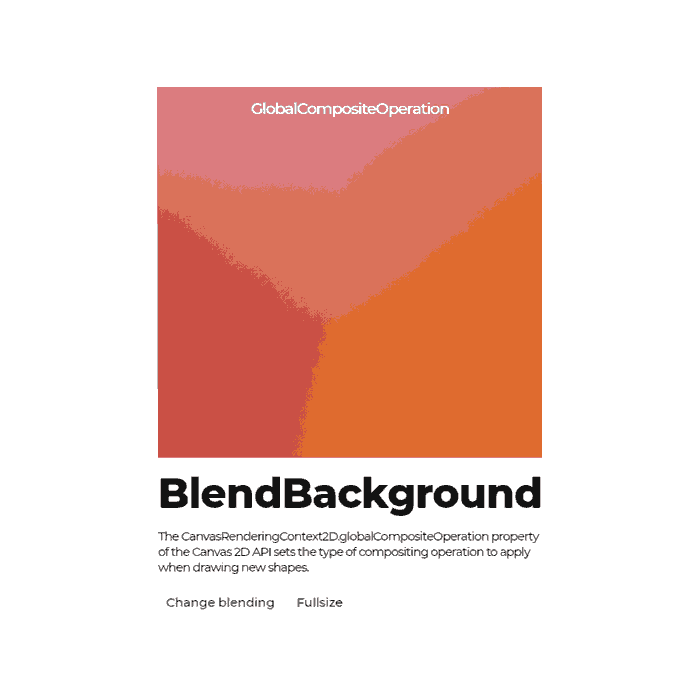 GlobalCompositeOperation
BlendBackground
The CanvasRenderingContext2D.globalCompositeOperation property
of the Canvas 2D API sets the type of compositing operation to apply
when drawing new shapes.
Change blending Fullsize